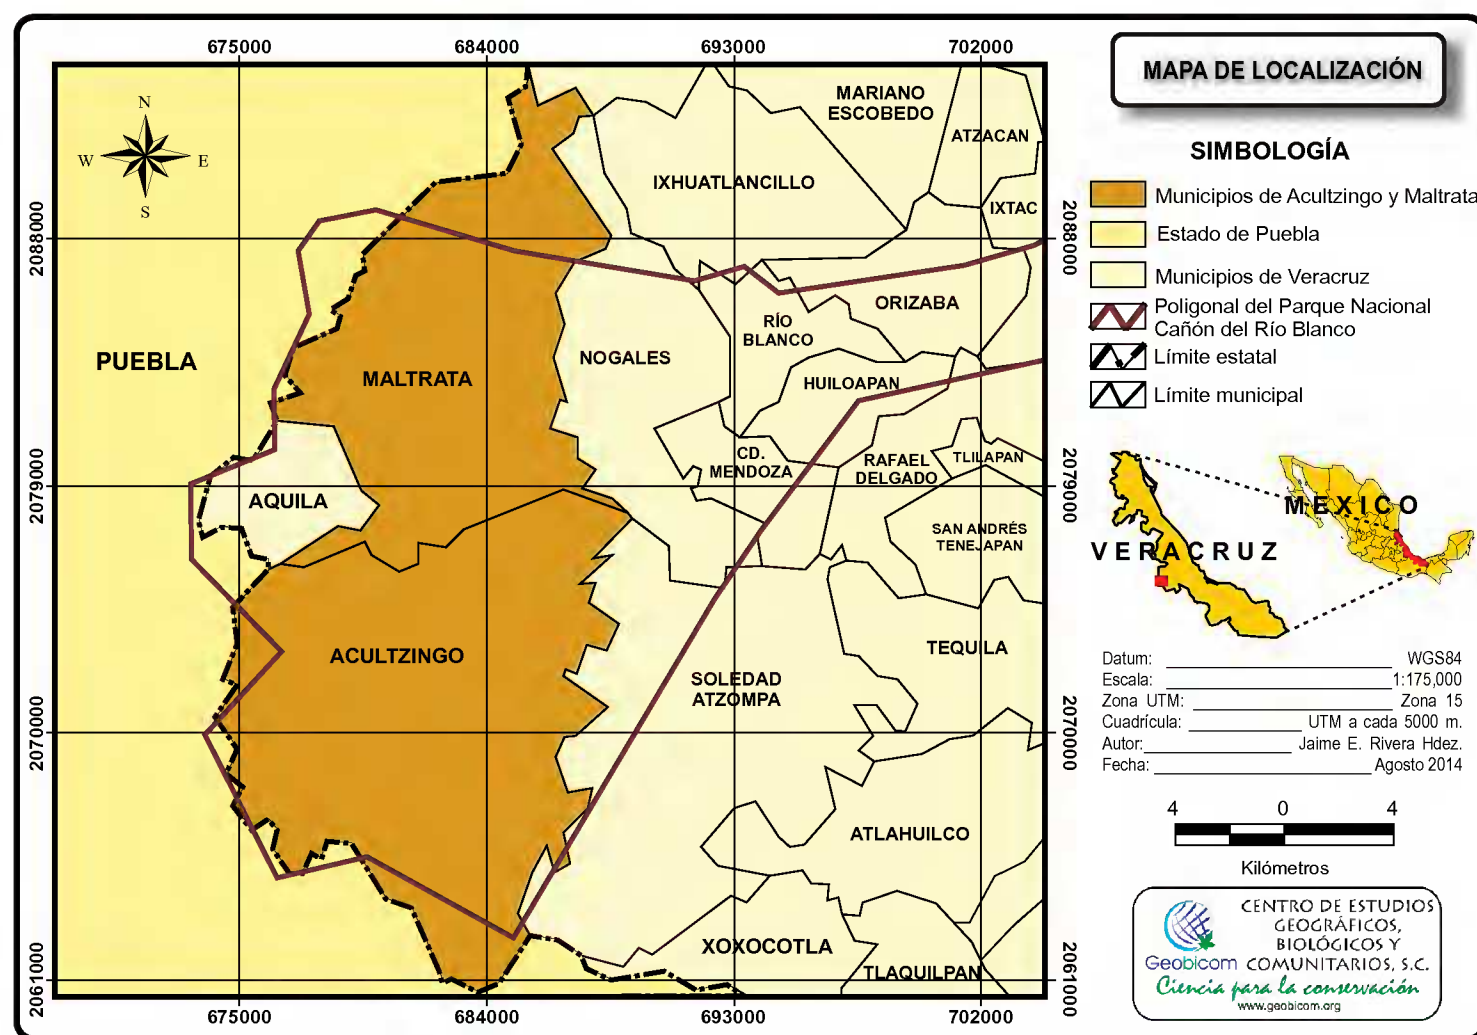 675000
684000
693000
702000
MAPA DE LOCALIZACIÓN
N
W
E
S
2088000
2079000
2070000
2061000
MARIANO
ESCOBEDO
ATZACAN
IXHUATLANCILLO
IXTAC
ORIZABA
RÍO
BLANCO
NOGALES
PUEBLA
MALTRATA
HUILOAPAN
CD.
MENDOZA
RAFAEL
DELGADO
TLILAPAN
AQUILA
SAN ANDRÉS
TENEJAPAN
ACULTZINGO
TEQUILA
SOLEDAD
ATZOMPA
ATLAHUILCO
XOXOCOTLA
TLAQUILPAN
2088000
2079000
2070000
2061000
675000
684000
693000
702000
SIMBOLOGÍA
Municipios de Acultzingo y Maltrata
Estado de Puebla
Municipios de Veracruz
Poligonal del Parque Nacional
Cañón del Río Blanco
Límite estatal
Límite municipal
MEXICO
VERACRUZ
Datum: WGS84
Escala: 1:175,000
Zona UTM: Zona 15
Cuadrícula: UTM a cada 5000 m.
Autor: Jaime E. Rivera Hdez.
Fecha: Agosto 2014
4 0 4
Kilómetros
CENTRO DE ESTUDIOS
GEOGRÁFICOS,
BIOLÓGICOS Y
Geobicom COMUNITARIOS, S.C.
Ciencia para la conservación
www.geobicom.org